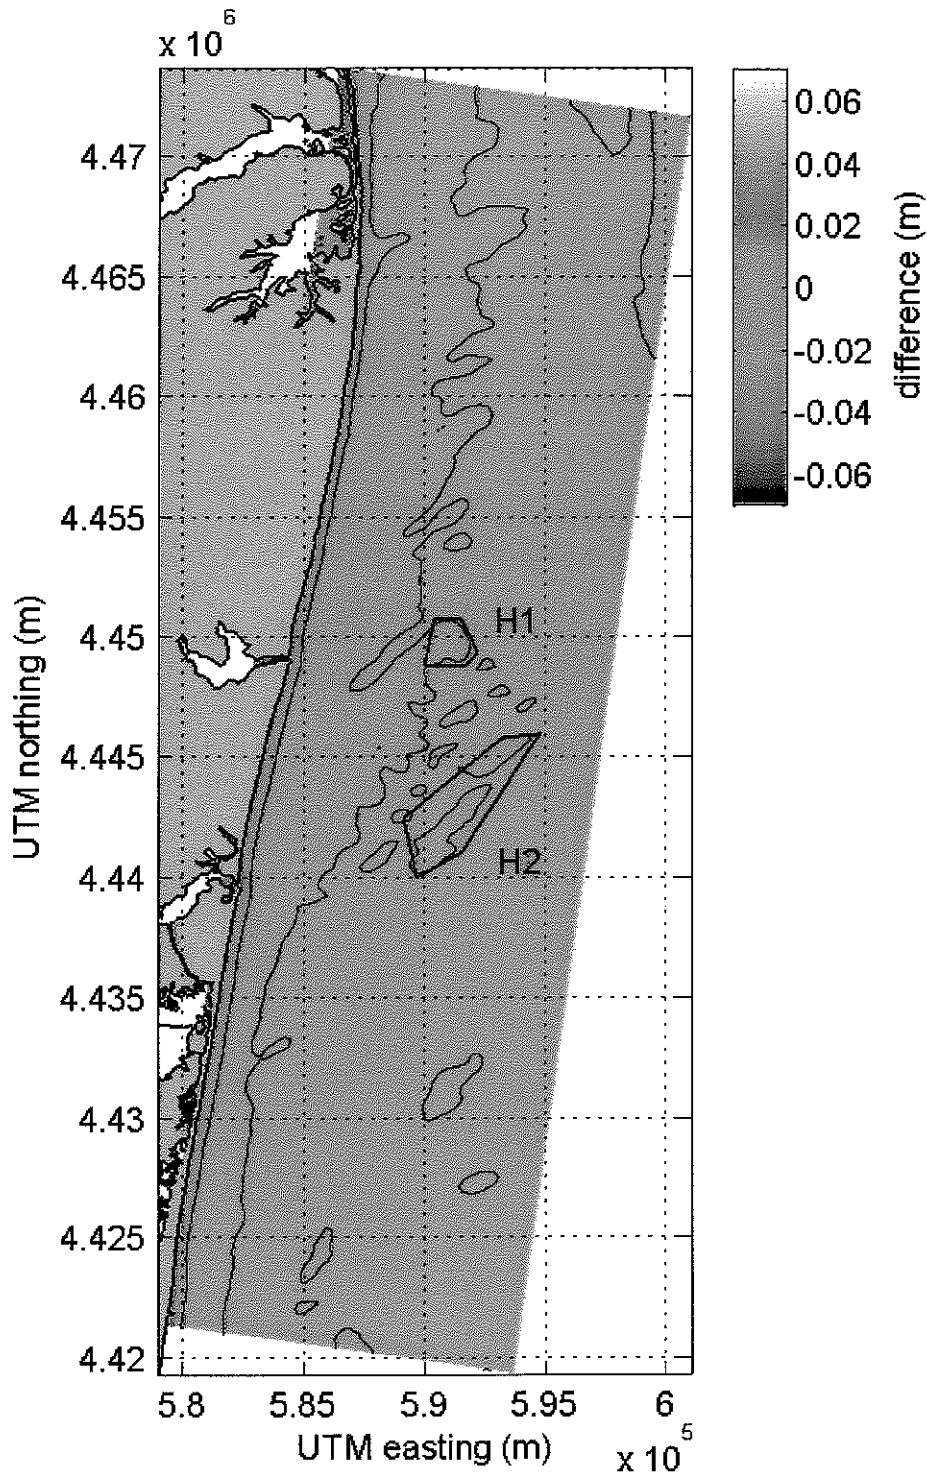 x 10^6
4.47
4.465
4.46
4.455
4.45
4.445
4.44
4.435
4.43
4.425
4.42
UTM northing (m)
H1
H2
5.8 5.85 5.9 5.95 6
UTM easting (m)
x 10^5
0.06
0.04
0.02
0
-0.02
-0.04
-0.06
difference (m)